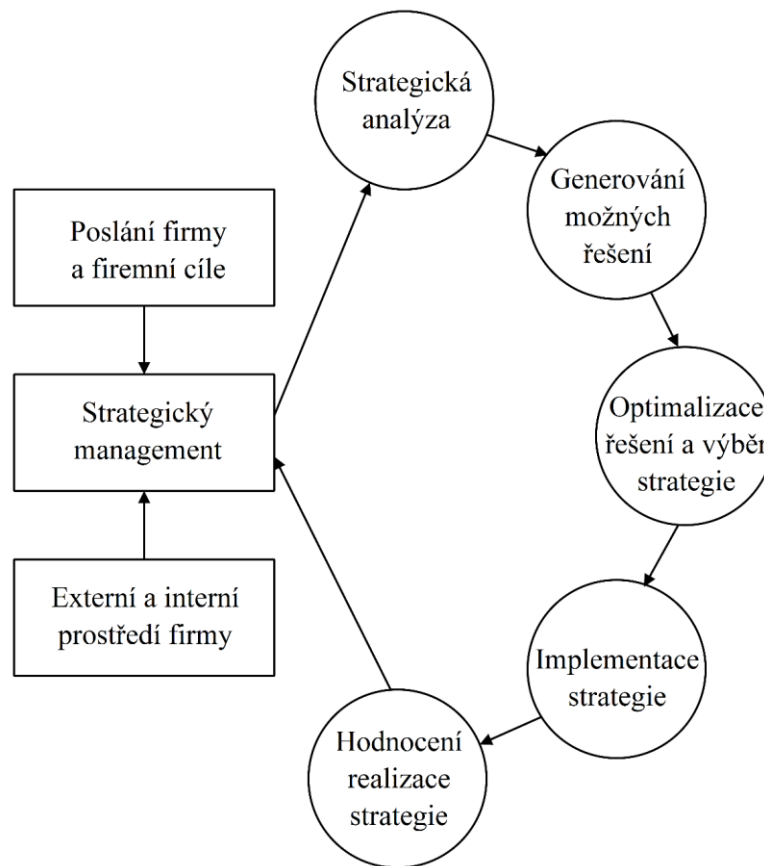 Strategická
analýza
Generování
možných
řešení
Poslání firmy
a firemní cíle
Strategický
management
Optimalizace
řešení a výběr
strategie
Externí a interní
prostředí firmy
Implementace
strategie
Hodnocení
realizace
strategie